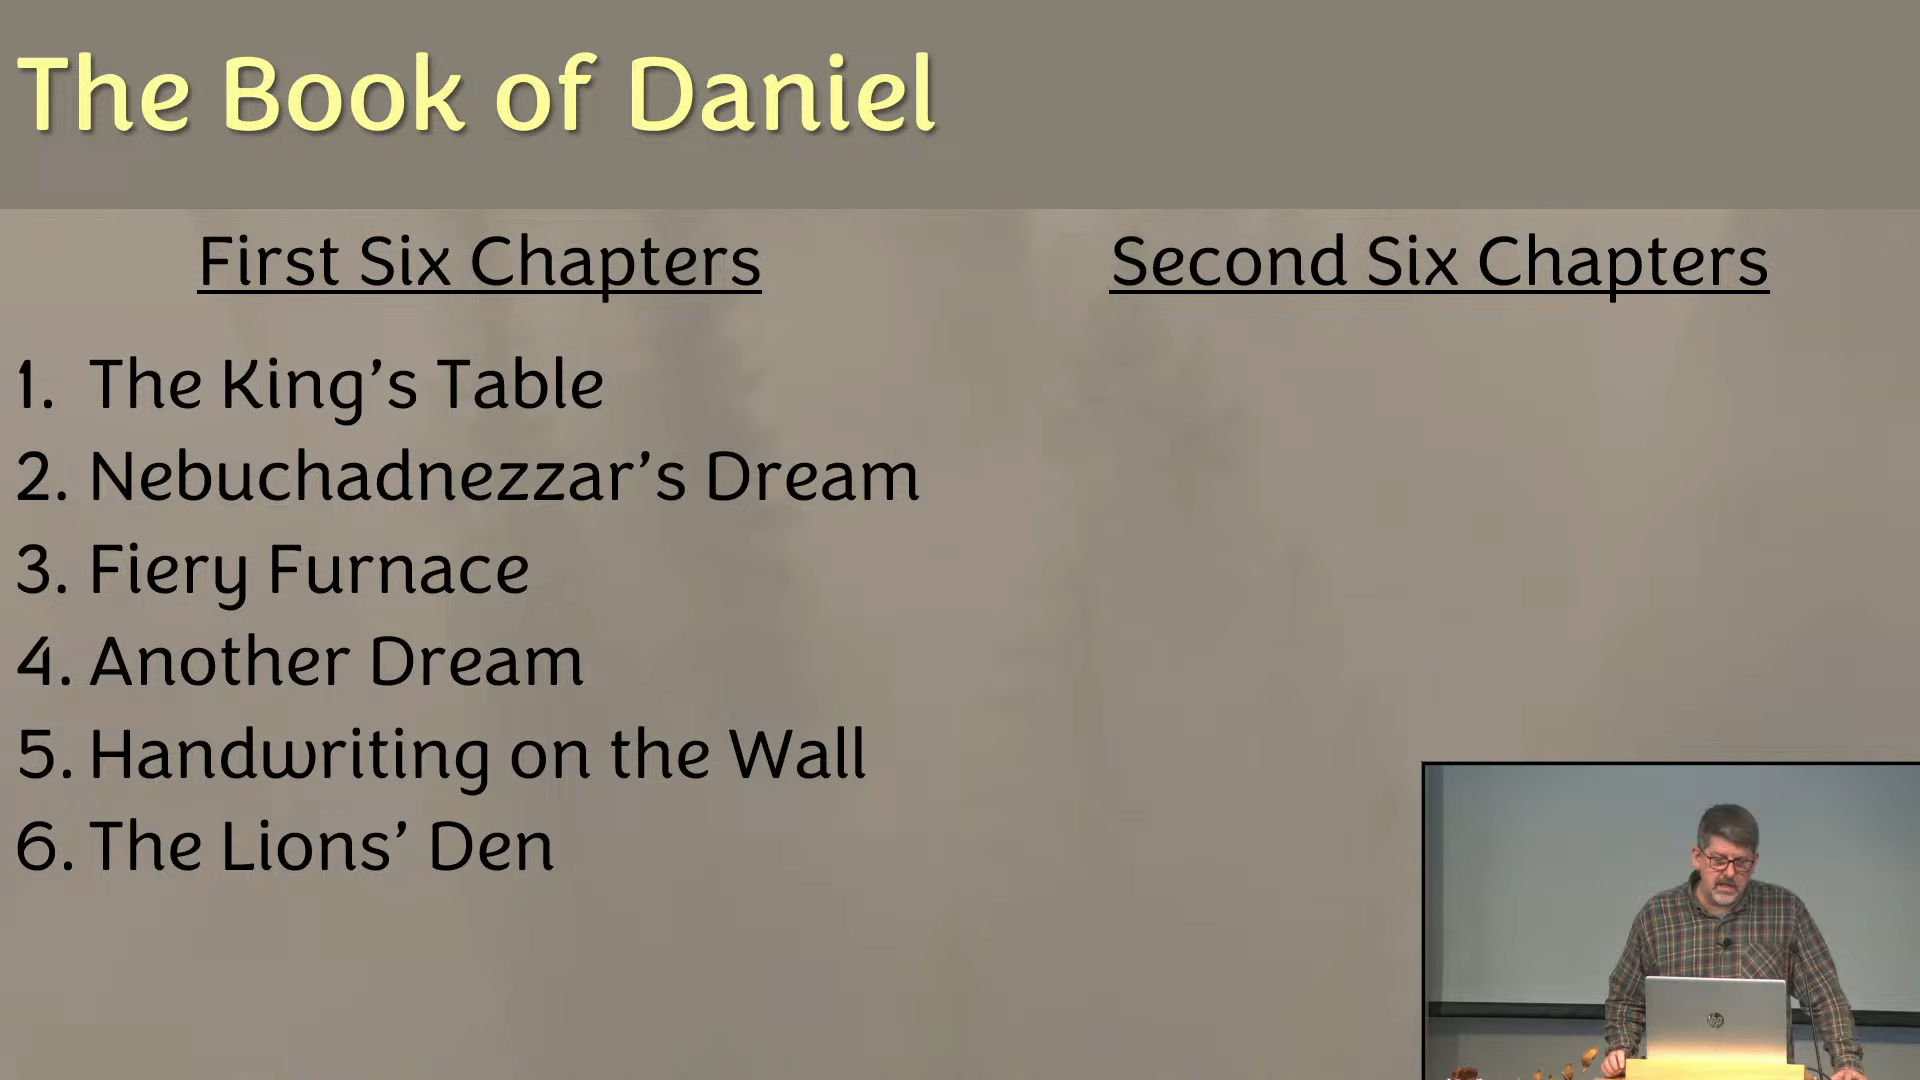 The Book of Daniel
First Six Chapters
1. The King’s Table
2. Nebuchadnezzar’s Dream
3. Fiery Furnace
4. Another Dream
5. Handwriting on the Wall
6. The Lions’ Den
Second Six Chapters
hp